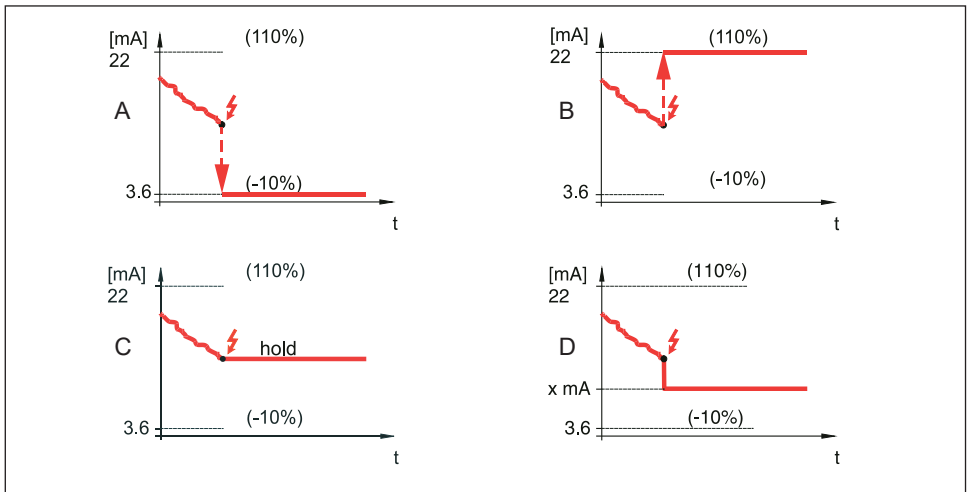 [mA]
22
(110%)
A
3.6
(-10%)
t
[mA]
22
(110%)
B
3.6
(-10%)
t
[mA]
22
(110%)
C
hold
3.6
(-10%)
t
[mA]
22
(110%)
D
x mA
3.6
(-10%)
t